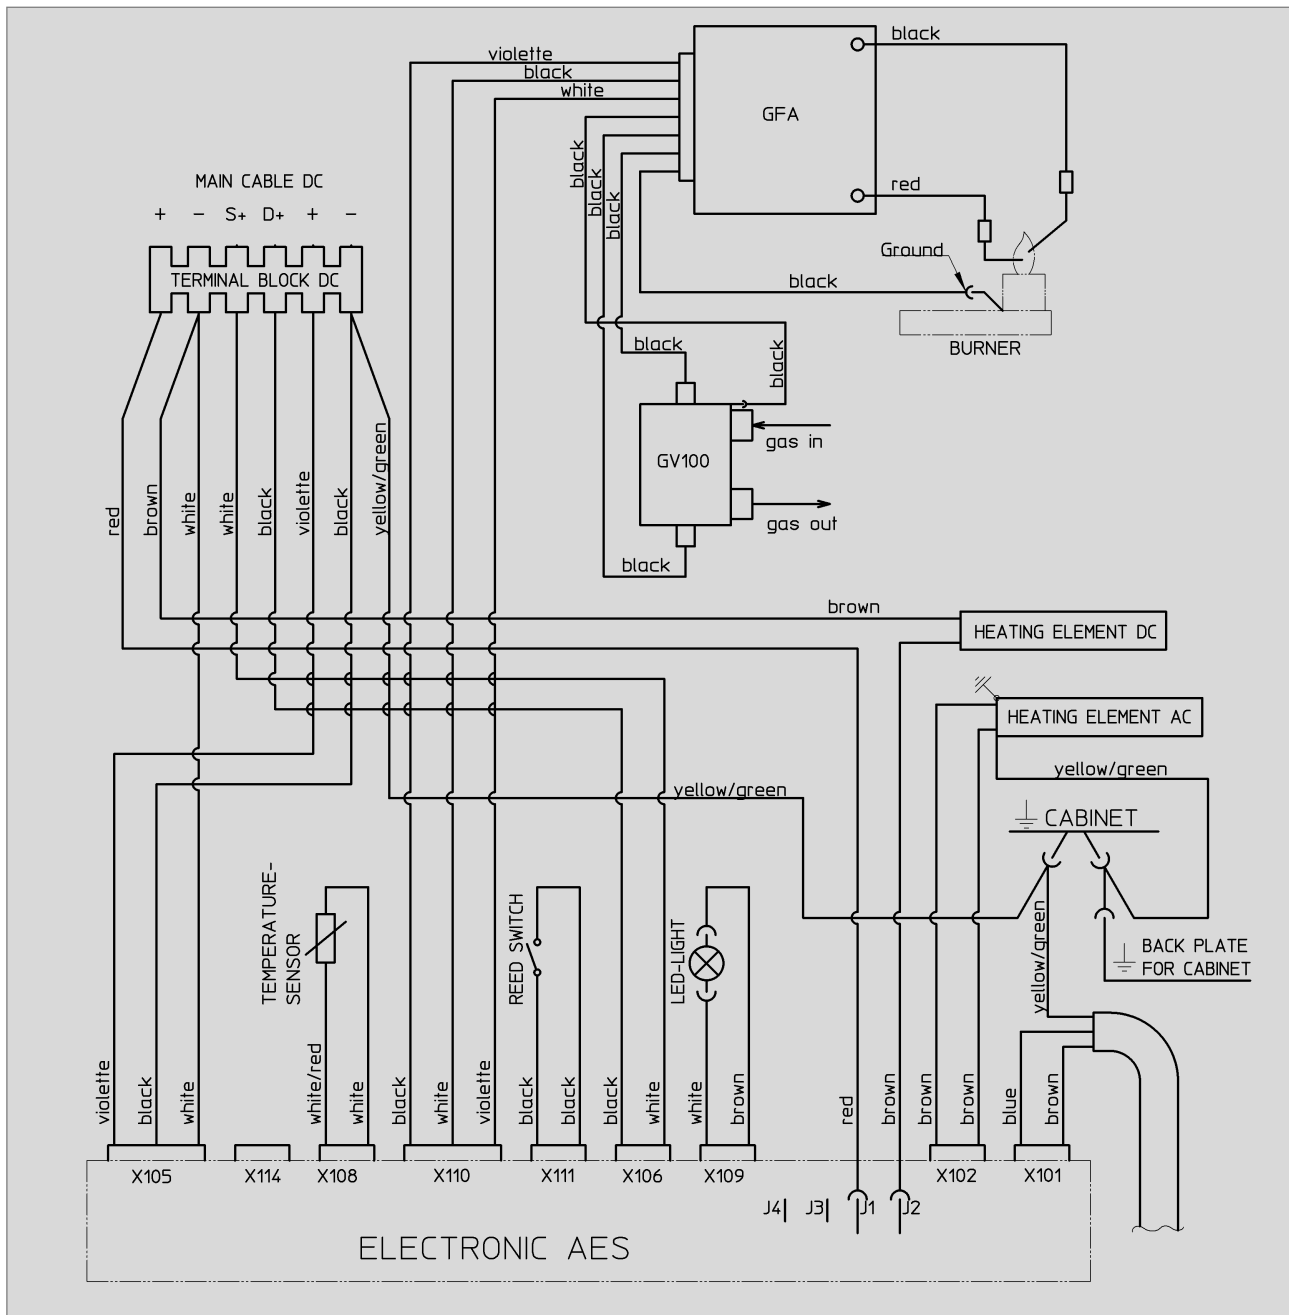 violette
black
white
black
GFA
black
black
black
red
MAIN CABLE DC
+ − S+ D+ + −
TERMINAL BLOCK DC
Ground
black
BURNER
black
black
gas in
GV100
gas out
black
red
brown
white
white
black
violette
black
yellow/green
brown
HEATING ELEMENT DC
HEATING ELEMENT AC
yellow/green
yellow/green
CABINET
TEMPERATURE-
SENSOR
REED SWITCH
LED-LIGHT
yellow/green
BACK PLATE
FOR CABINET
violette
black
white
white/red
white
black
white
violette
black
black
black
white
white
brown
red
brown
brown
brown
blue
brown
X105 X114 X108 X110 X111 X106 X109 X102 X101
J4 J3 J1 J2
ELECTRONIC AES